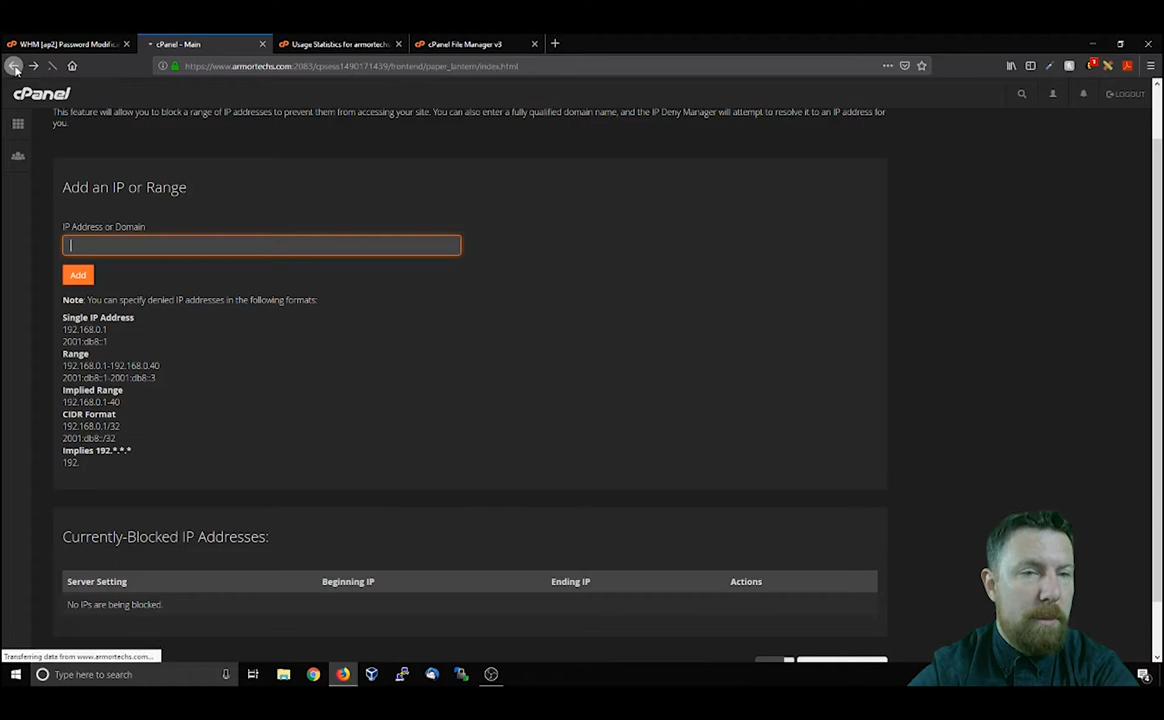 WHM [ap2] Password Modific
cPanel - Main
Usage Statistics for armortechs
cPanel File Manager v3
https://www.armortechs.com:2083/cpsess1490171439/frontend/paper_lantern/index.html
cPanel
LOGOUT
This feature will allow you to block a range of IP addresses to prevent them from accessing your site. You can also enter a fully qualified domain name, and the IP Deny Manager will attempt to resolve it to an IP address for
you.
Add an IP or Range
IP Address or Domain
Add
Note: You can specify denied IP addresses in the following formats:
Single IP Address
192.168.0.1
2001:db8::1
Range
192.168.0.1-192.168.0.40
2001:db8::1-2001:db8::3
Implied Range
192.168.0.1-40
CIDR Format
192.168.0.1/32
2001:db8::/32
Implies 192.*.*.*
192.
Currently-Blocked IP Addresses:
Server Setting Beginning IP Ending IP Actions
No IPs are being blocked.
Transferring data from www.armortechs.com...
Type here to search